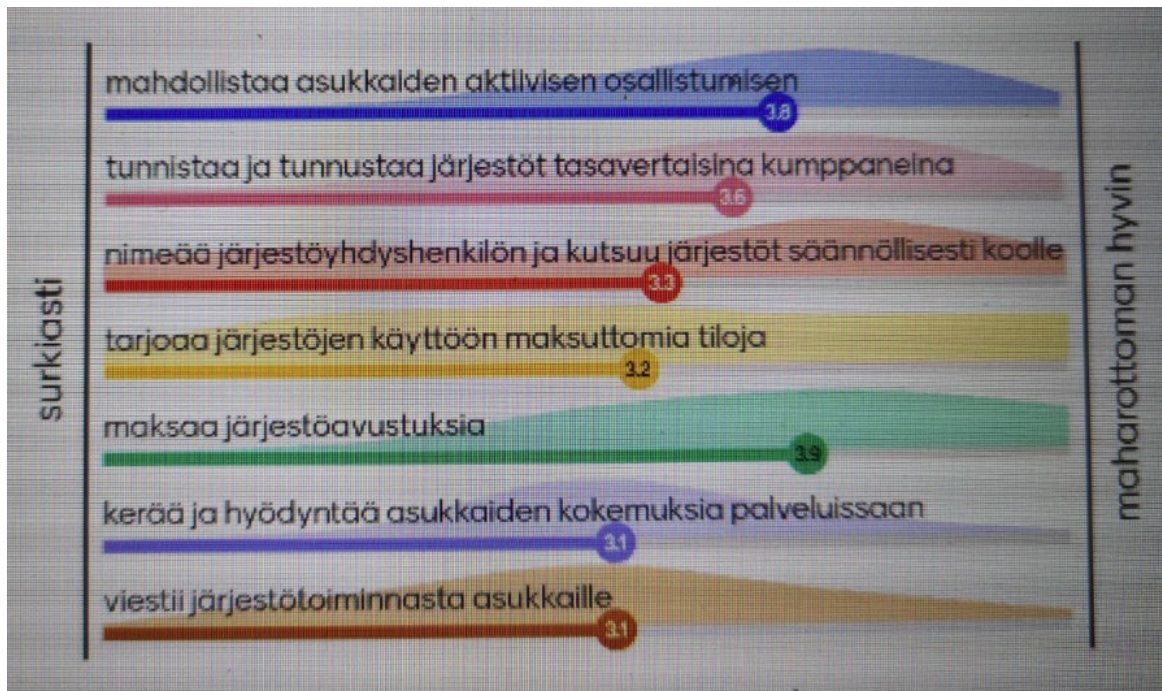 mahdollistaa asukkaiden aktiivisen osallistumisen
3.8
tunnistaa ja tunnustaa järjestöt tasavertaisina kumppaneina
3.6
nimeää järjestöyhdyshenkilön ja kutsuu järjestöt säännöllisesti koolle
3.3
tarjoaa järjestöjen käyttöön maksuttomia tiloja
3.2
maksaa järjestöavustuksia
3.9
kerää ja hyödyntää asukkaiden kokemuksia palveluissaan
3.1
viestii järjestötoiminnasta asukkaille
3.1
surkiasti
maharottoman hyvin